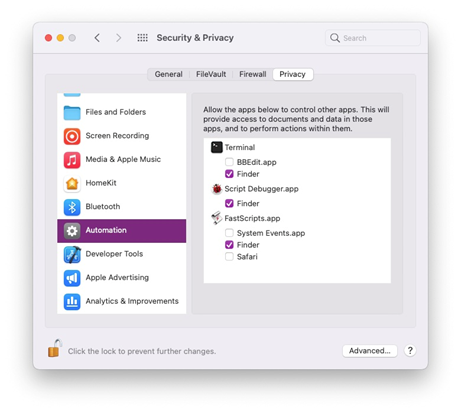 Security & Privacy
Search
General
FileVault
Firewall
Privacy
Files and Folders
Screen Recording
Media & Apple Music
HomeKit
Bluetooth
Automation
Developer Tools
Apple Advertising
Analytics & Improvements
Allow the apps below to control other apps. This will
provide access to documents and data in those
apps, and to perform actions within them.
Terminal
BBEdit.app
Finder
Script Debugger.app
Finder
FastScripts.app
System Events.app
Finder
Safari
Click the lock to prevent further changes.
Advanced...
?